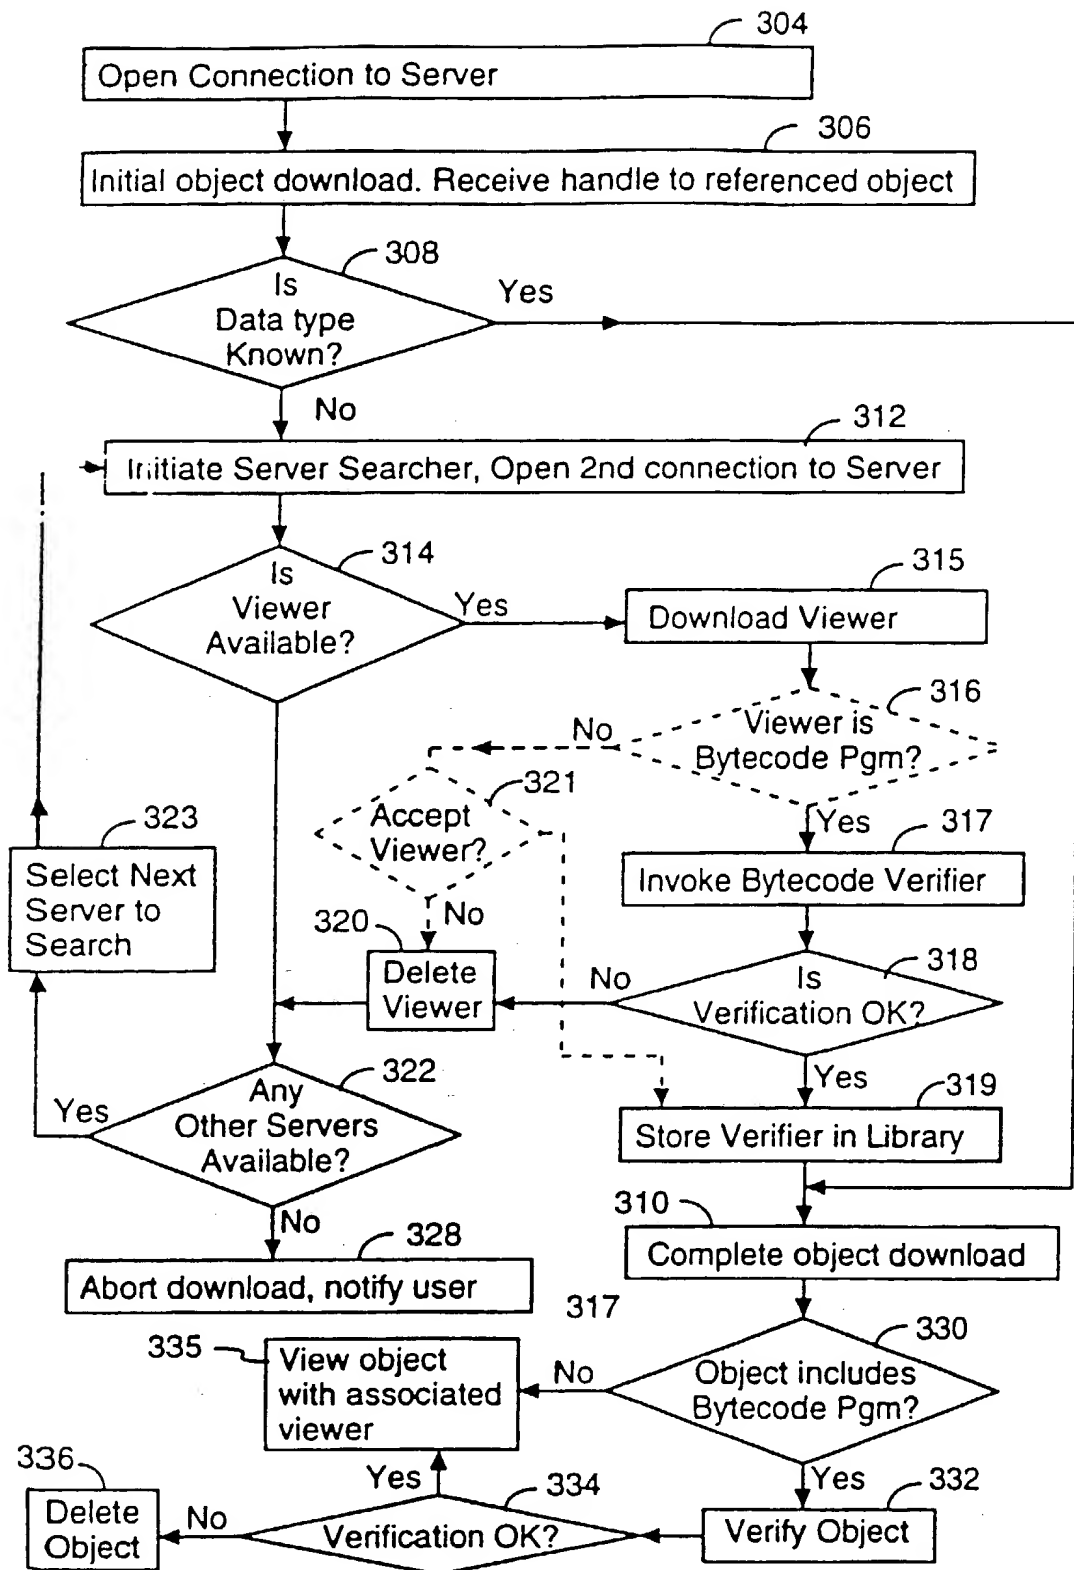 304
Open Connection to Server
306
Initial object download. Receive handle to referenced object
308
Is
Data type
Known?
Yes
No
312
Initiate Server Searcher, Open 2nd connection to Server
314
Is
Viewer
Available?
Yes
315
Download Viewer
316
Viewer is
Bytecode Pgm?
No
Yes
321
Accept
Viewer?
No
317
Invoke Bytecode Verifier
323
Select Next
Server to
Search
320
Delete
Viewer
318
Is
Verification OK?
No
Yes
322
Any
Other Servers
Available?
Yes
No
319
Store Verifier in Library
310
Complete object download
328
Abort download, notify user
317
330
Object includes
Bytecode Pgm?
No
Yes
335
View object
with associated
viewer
332
Verify Object
334
Verification OK?
Yes
No
336
Delete
Object